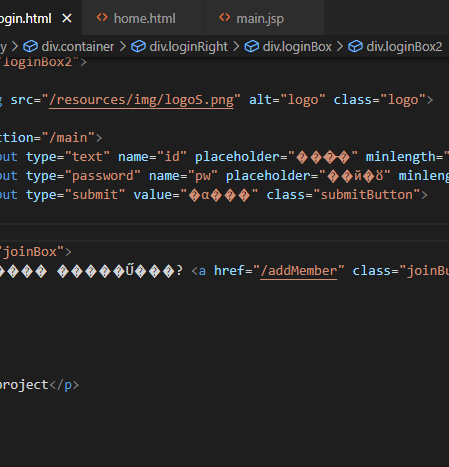 ogin.html × <> home.html <> main.jsp
y > div.container > div.loginRight > div.loginBox > div.loginBox2
/loginBox2">
g src="/resources/img/logoS.png" alt="logo" class="logo">
ction="/main">
out type="text" name="id" placeholder="���̵�" minlength="
out type="password" name="pw" placeholder="��й�ȣ" minleng
out type="submit" value="�α���" class="submitButton">
/joinBox">
<a href="/addMember" class="joinBu
project</p>